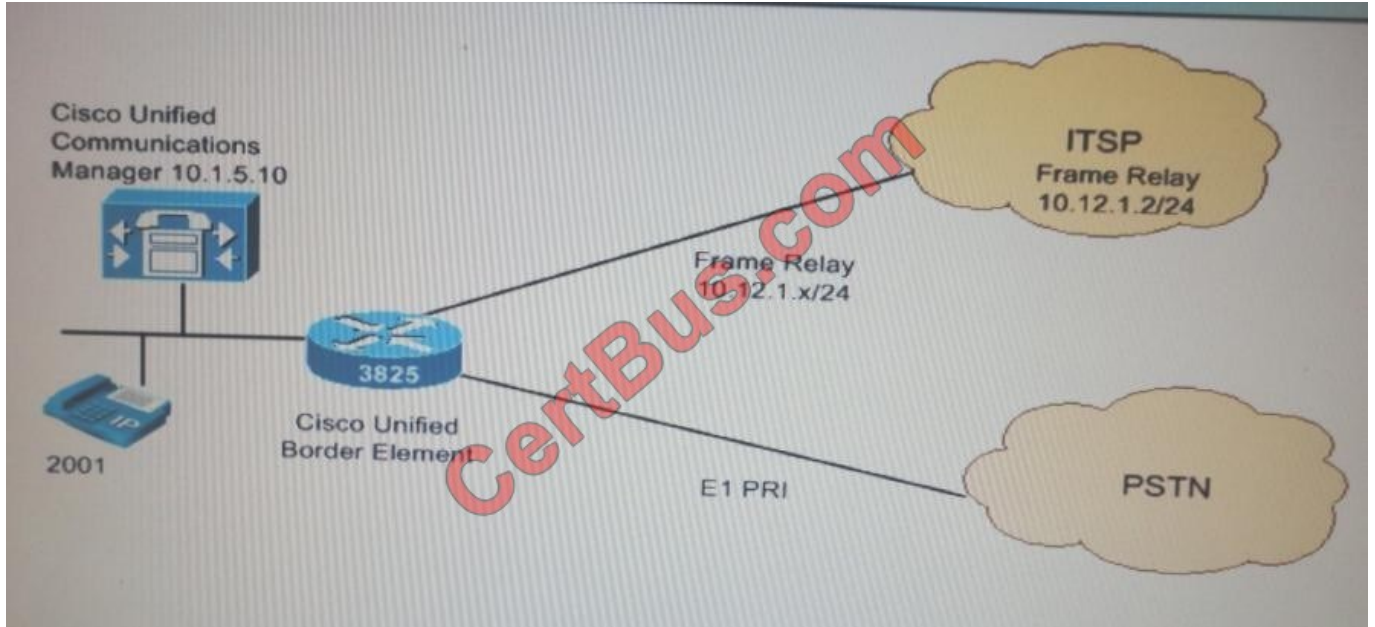 Cisco Unified
Communications
Manager 10.1.5.10
ITSP
Frame Relay
10.12.1.2/24
Frame Relay
10.12.1.x/24
3825
IP
2001
Cisco Unified
Border Element
E1 PRI
PSTN
CertBus.com